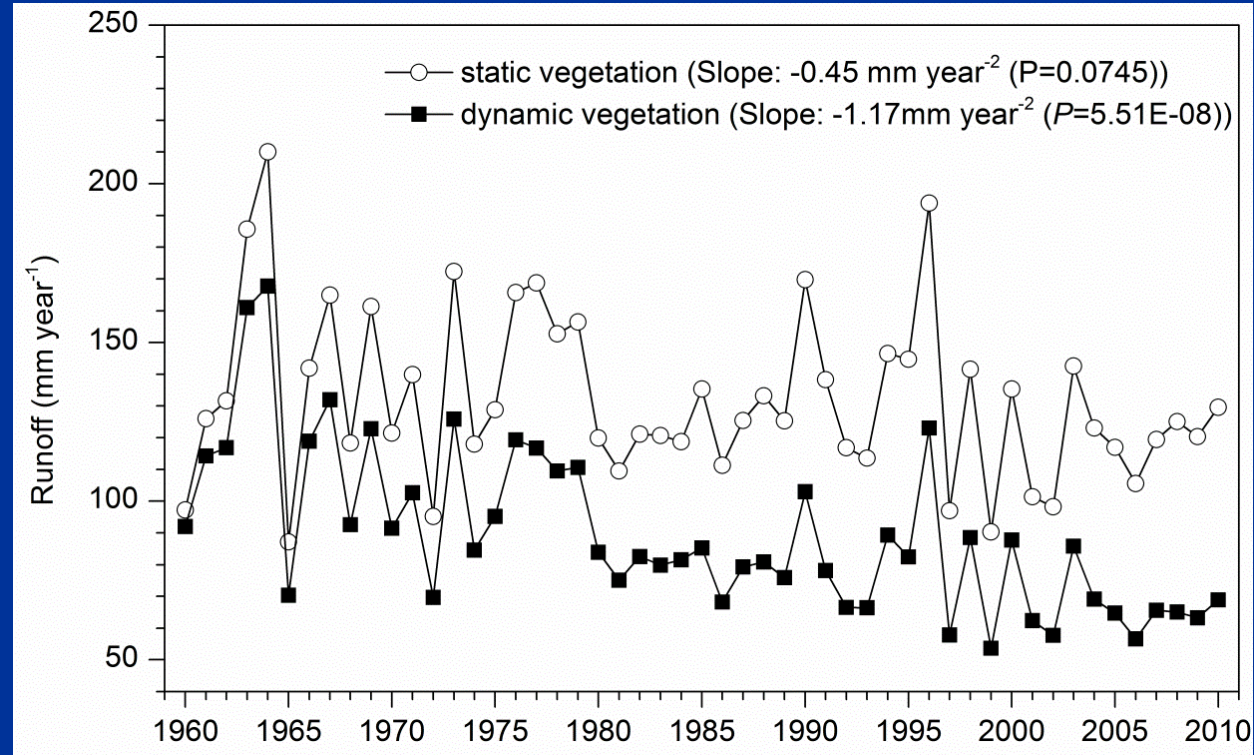 250
static vegetation (Slope: -0.45 mm year⁻² (P=0.0745))
dynamic vegetation (Slope: -1.17mm year⁻² (P=5.51E-08))
200
150
100
50
Runoff (mm year⁻¹)
1960 1965 1970 1975 1980 1985 1990 1995 2000 2005 2010